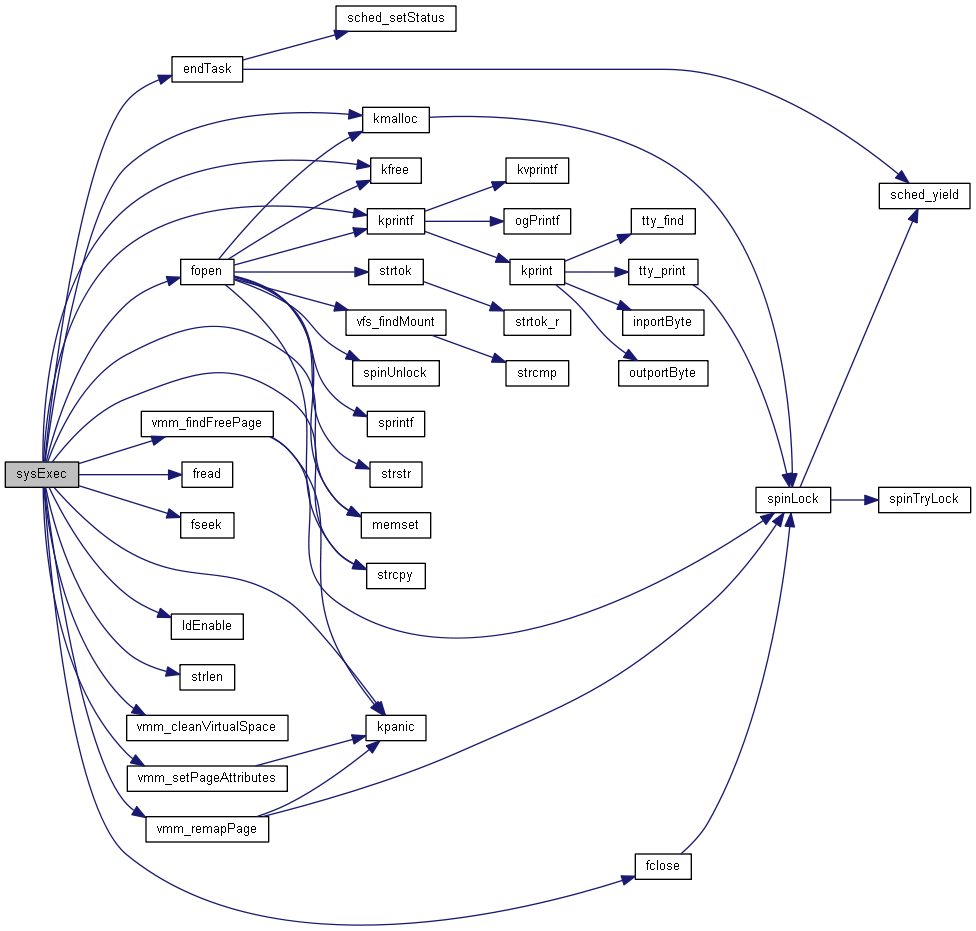 sched_setStatus
endTask
kmalloc
kfree
kvprintf
sched_yield
kprintf
ogPrintf
tty_find
fopen
strtok
kprint
tty_print
vfs_findMount
strtok_r
inportByte
spinUnlock
strcmp
outportByte
vmm_findFreePage
sprintf
sysExec
fread
strstr
spinLock
spinTryLock
fseek
memset
strcpy
ldEnable
strlen
vmm_cleanVirtualSpace
kpanic
vmm_setPageAttributes
vmm_remapPage
fclose